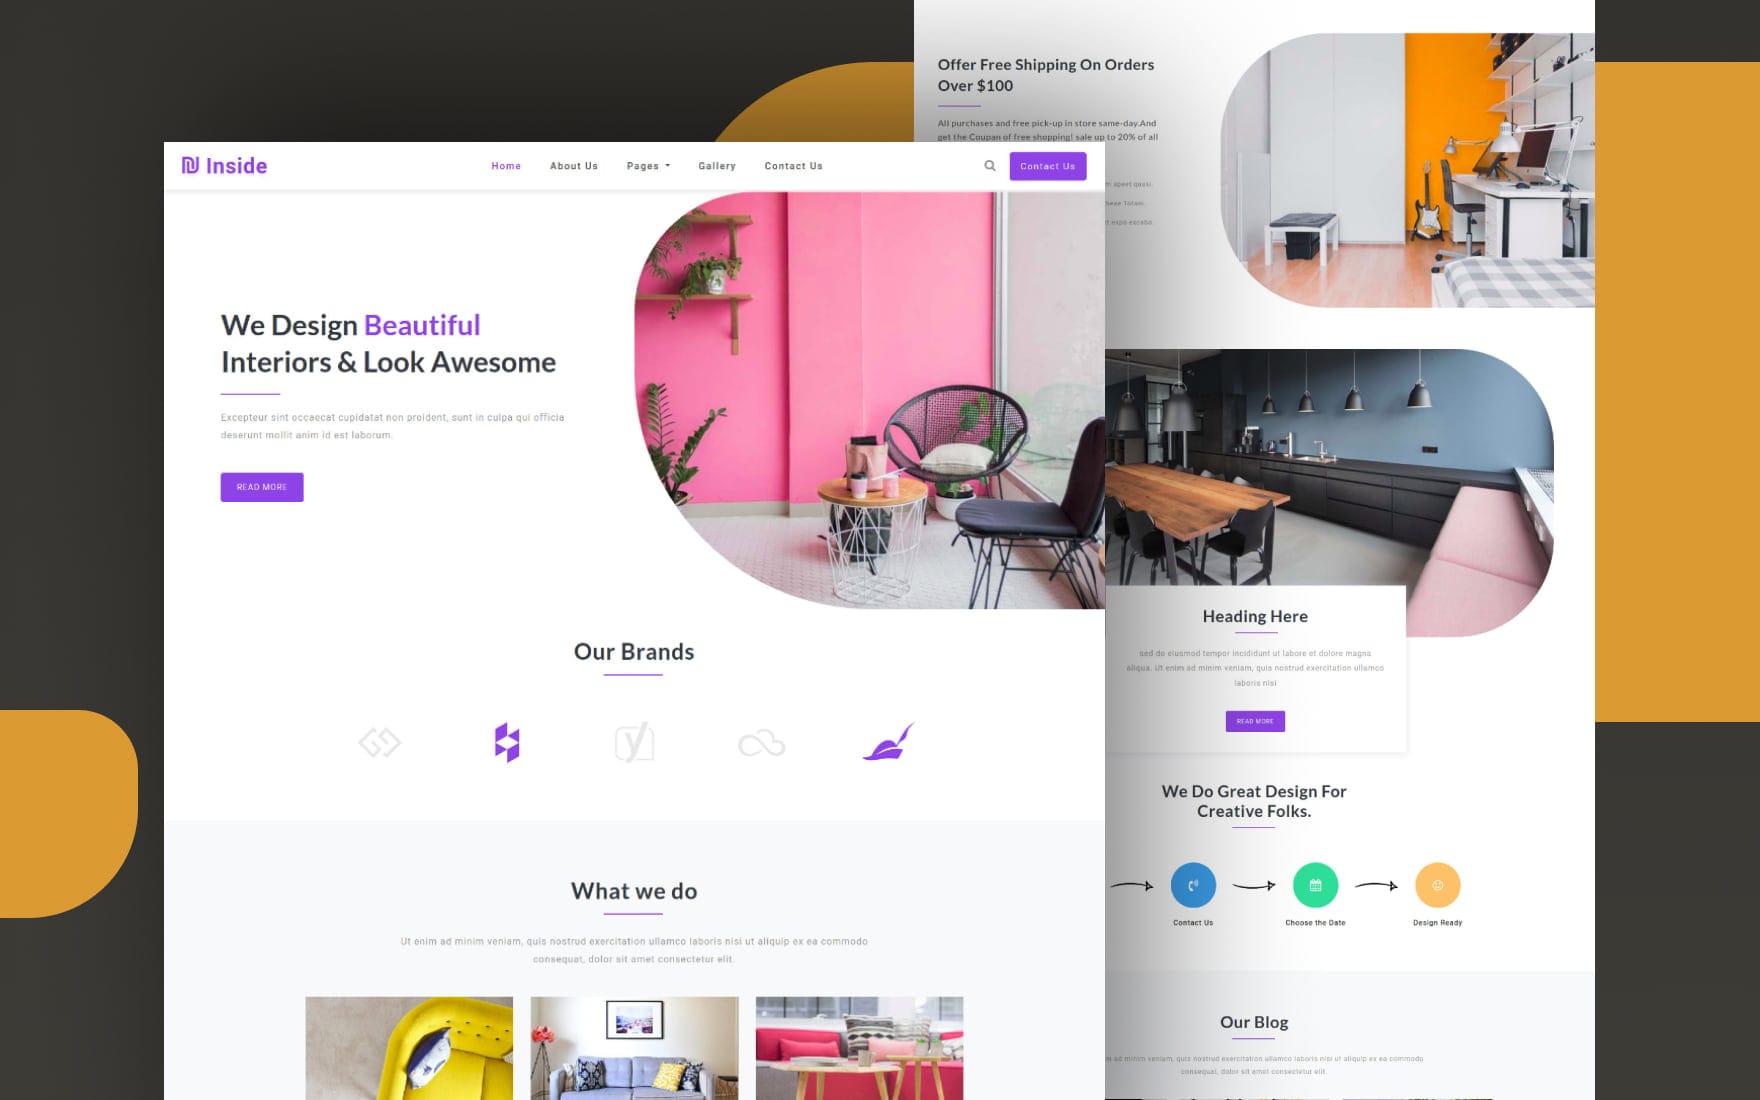 Inside
Home
About Us
Pages
Gallery
Contact Us
Contact Us
We Design Beautiful
Interiors & Look Awesome
Excepteur sint occaecat cupidatat non proident, sunt in culpa qui officia
deserunt mollit anim id est laborum.
READ MORE
Our Brands
What we do
Ut enim ad minim veniam, quis nostrud exercitation ullamco laboris nisi ut aliquip ex ea commodo
consequat, dolor sit amet consectetur elit.
Offer Free Shipping On Orders
Over $100
All purchases and free pick-up in store same-day.And
get the Coupan of free shopping! sale up to 20% of all
apeet quasi.
Totam.
expo.excabo.
Heading Here
sed do eiusmod tempor incididunt ut labore et dolore magna
aliqua. Ut enim ad minim veniam, quis nostrud exercitation ullamco
laboris nisi
READ MORE
We Do Great Design For
Creative Folks.
Contact Us
Choose the Date
Design Ready
Our Blog
ad minim veniam, quis nostrud exercitation ullamco laboris nisi ut aliquip ex ea commodo
consequat, dolor sit amet consectetur elit.